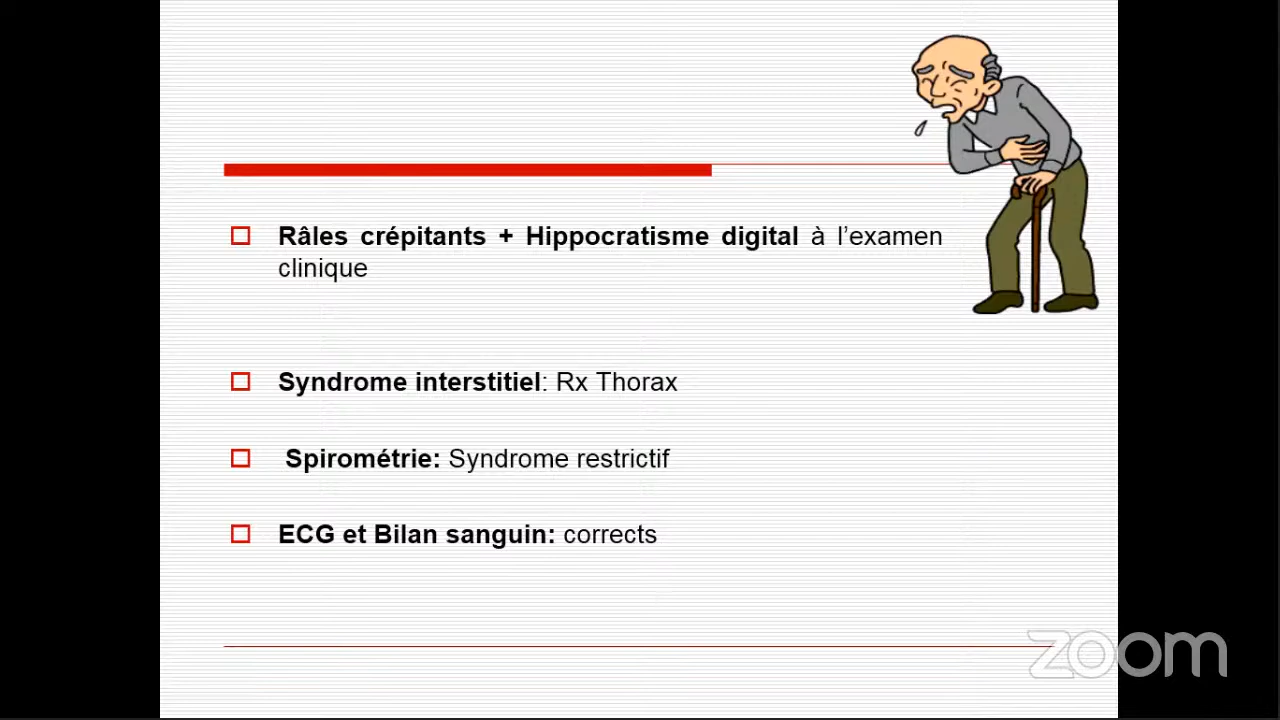 Râles crépitants + Hippocratisme digital à l’examen
clinique
Syndrome interstitiel: Rx Thorax
Spirométrie: Syndrome restrictif
ECG et Bilan sanguin: corrects
zoom